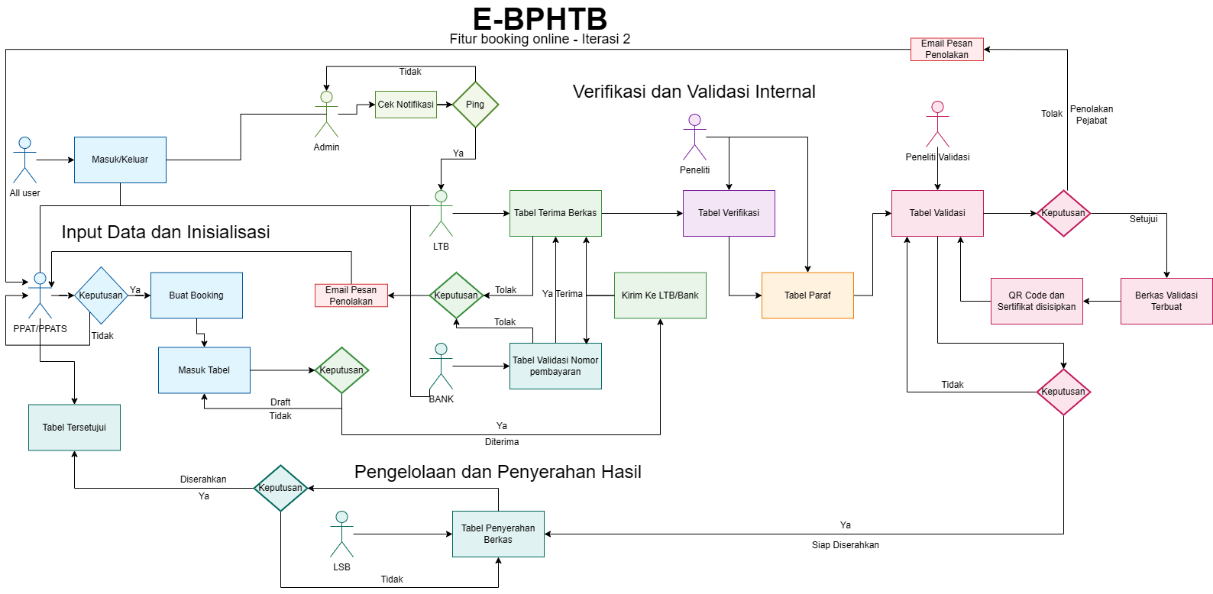 E-BPHTB
Fitur booking online - Iterasi 2
Email Pesan
Penolakan
Tidak
Verifikasi dan Validasi Internal
Cek Notifikasi
Ping
Tolak
Penolakan
Pejabat
Admin
Masuk/Keluar
Ya
Peneliti
Peneliti Validasi
All user
Tabel Terima Berkas
Tabel Verifikasi
Tabel Validasi
Keputusan
Setujui
LTB
Input Data dan Inisialisasi
Email Pesan
Penolakan
Keputusan
Ya
Buat Booking
Keputusan
Tolak
Ya
Terima
Kirim Ke LTB/Bank
Tabel Paraf
QR Code dan
Sertifikat disisipkan
Berkas Validasi
Terbuat
PPAT/PPATS
Tidak
Tolak
Masuk Tabel
Keputusan
Tabel Validasi Nomor
pembayaran
BANK
Tidak
Keputusan
Draft
Tidak
Tabel Tersetujui
Ya
Diterima
Pengelolaan dan Penyerahan Hasil
Diserahkan
Ya
Keputusan
Tabel Penyerahan
Berkas
Ya
Siap Diserahkan
LSB
Tidak